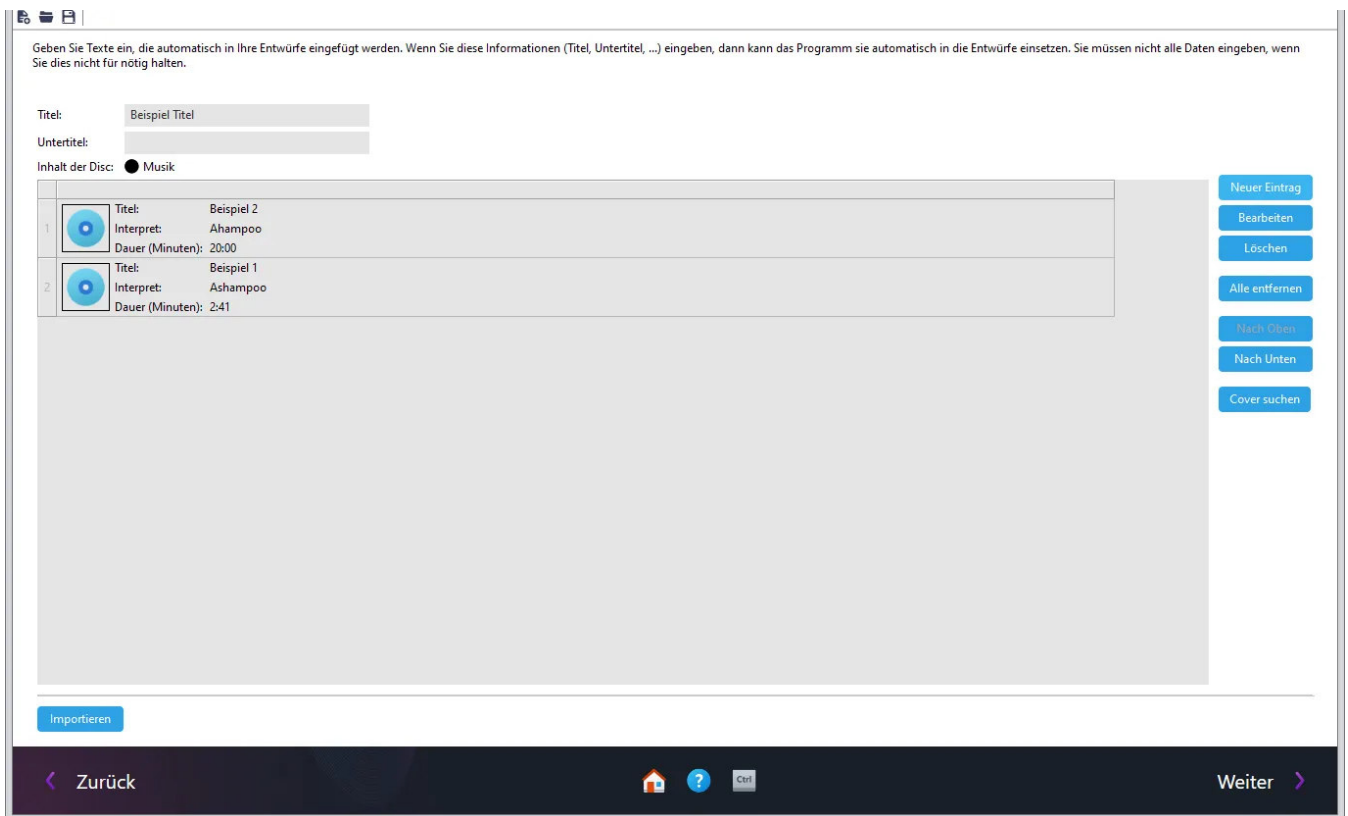 Geben Sie Texte ein, die automatisch in Ihre Entwürfe eingefügt werden. Wenn Sie diese Informationen (Titel, Untertitel, ...) eingeben, dann kann das Programm sie automatisch in die Entwürfe einsetzen. Sie müssen nicht alle Daten eingeben, wenn
Sie dies nicht für nötig halten.
Titel: Beispiel Titel
Untertitel:
Inhalt der Disc: Musik
1
Titel: Beispiel 2
Interpret: Ahampoo
Dauer (Minuten): 20:00
2
Titel: Beispiel 1
Interpret: Ashampoo
Dauer (Minuten): 2:41
Neuer Eintrag
Bearbeiten
Löschen
Alle entfernen
Nach Oben
Nach Unten
Cover suchen
Importieren
Zurück
?
Ctrl
Weiter